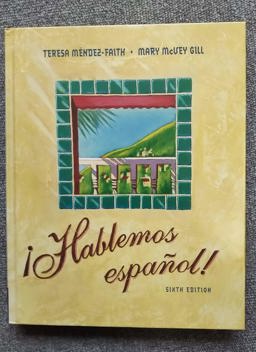 TERESA MÉNDEZ-FAITH • MARY McVEY GILL
¡Hablemos
español!
SIXTH EDITION